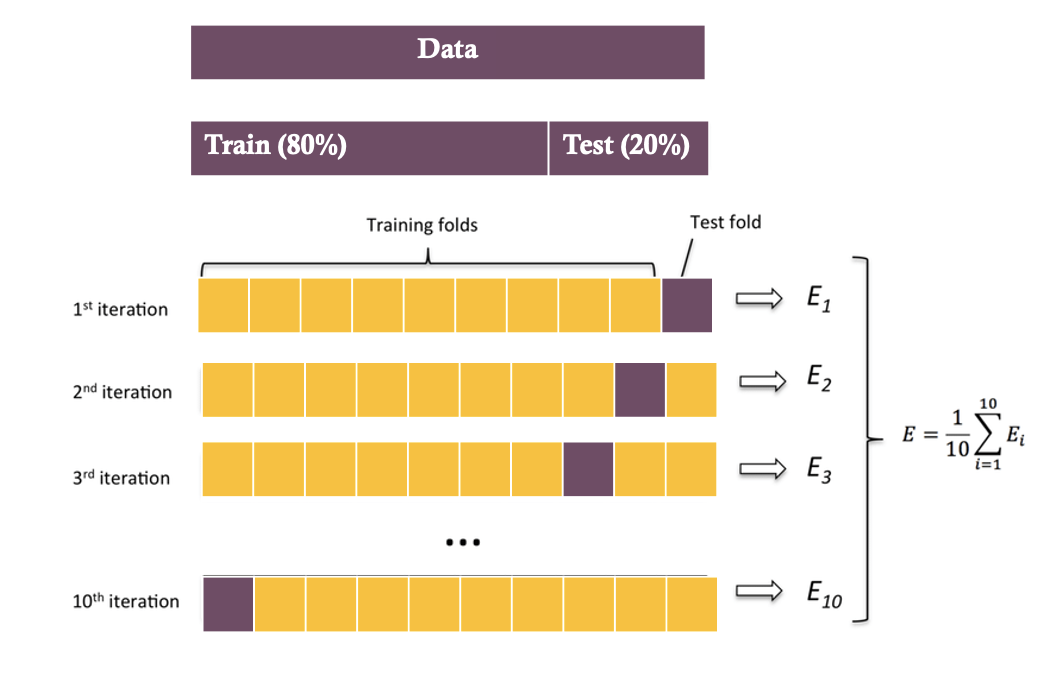 Data
Train (80%) Test (20%)
Training folds Test fold
1st iteration E1
2nd iteration E2
3rd iteration E3
E = 1/10 ∑ i=1 10 Ei
...
10th iteration E10